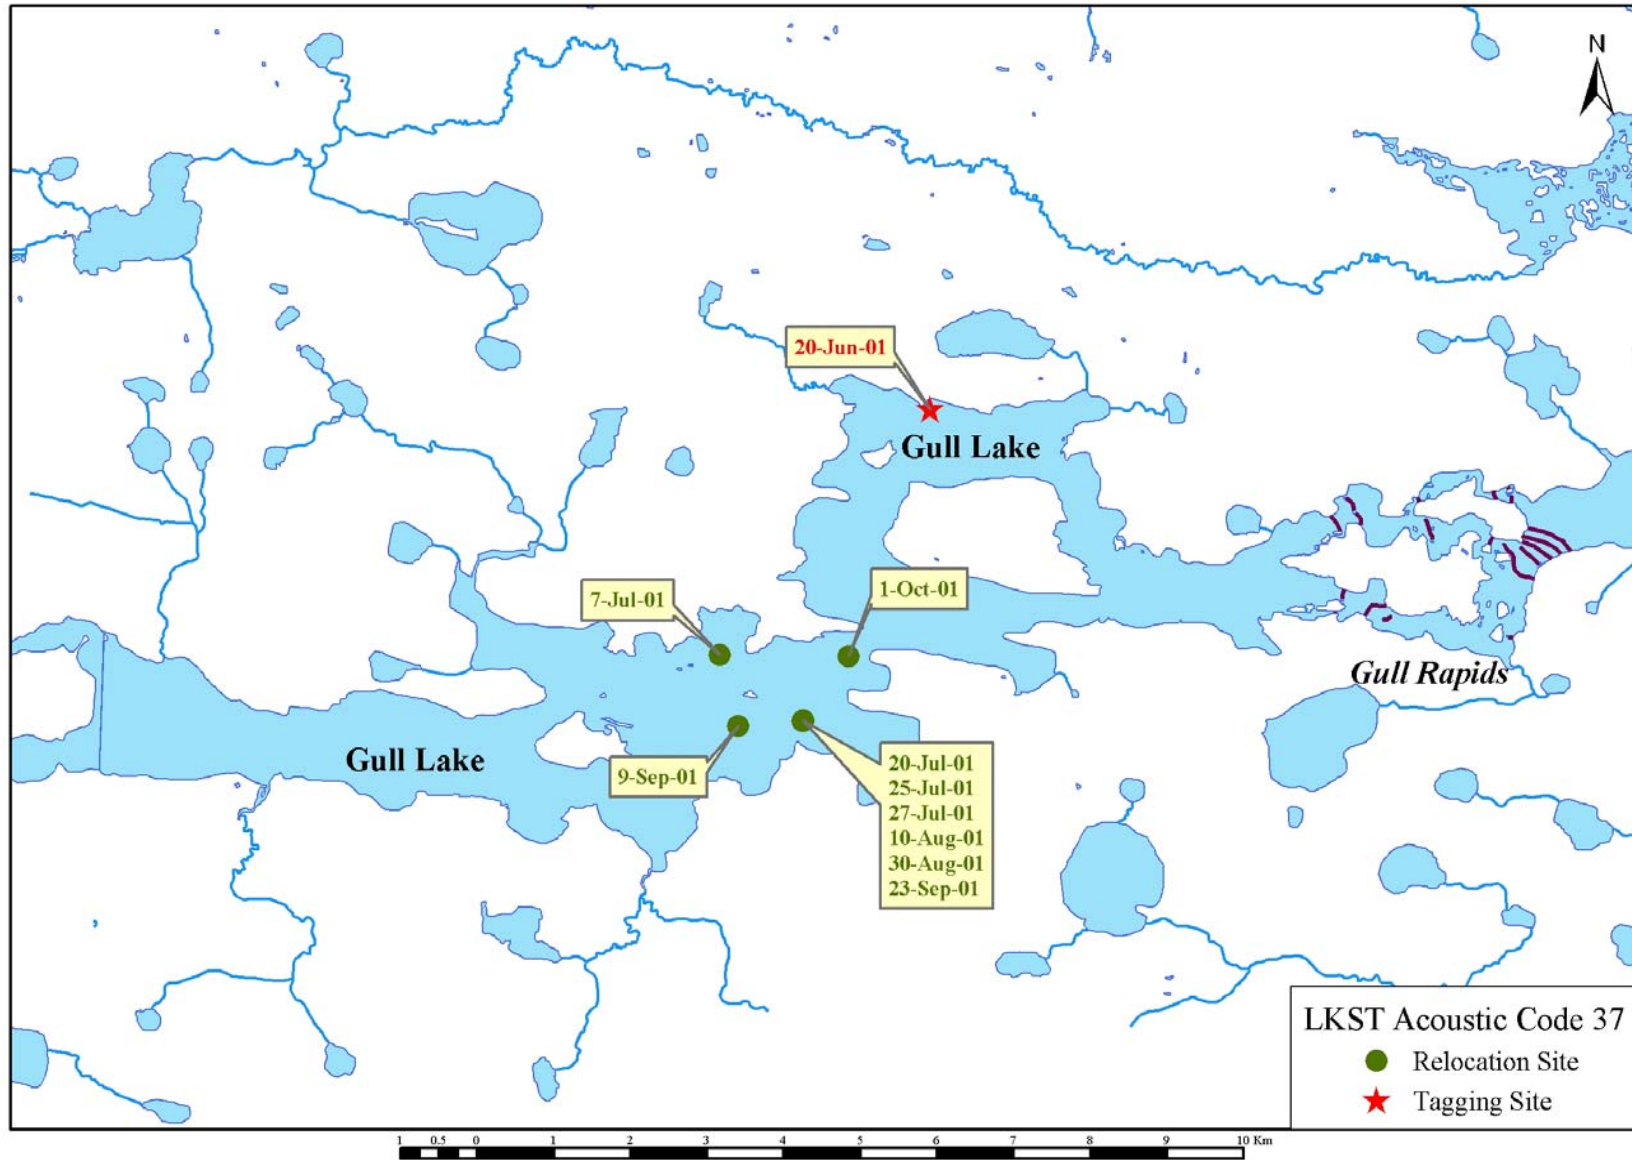 N
20-Jun-01
Gull Lake
7-Jul-01
1-Oct-01
Gull Rapids
Gull Lake
9-Sep-01
20-Jul-01
25-Jul-01
27-Jul-01
10-Aug-01
30-Aug-01
23-Sep-01
LKST Acoustic Code 37
Relocation Site
Tagging Site
1 0.5 0 1 2 3 4 5 6 7 8 9 10 Km